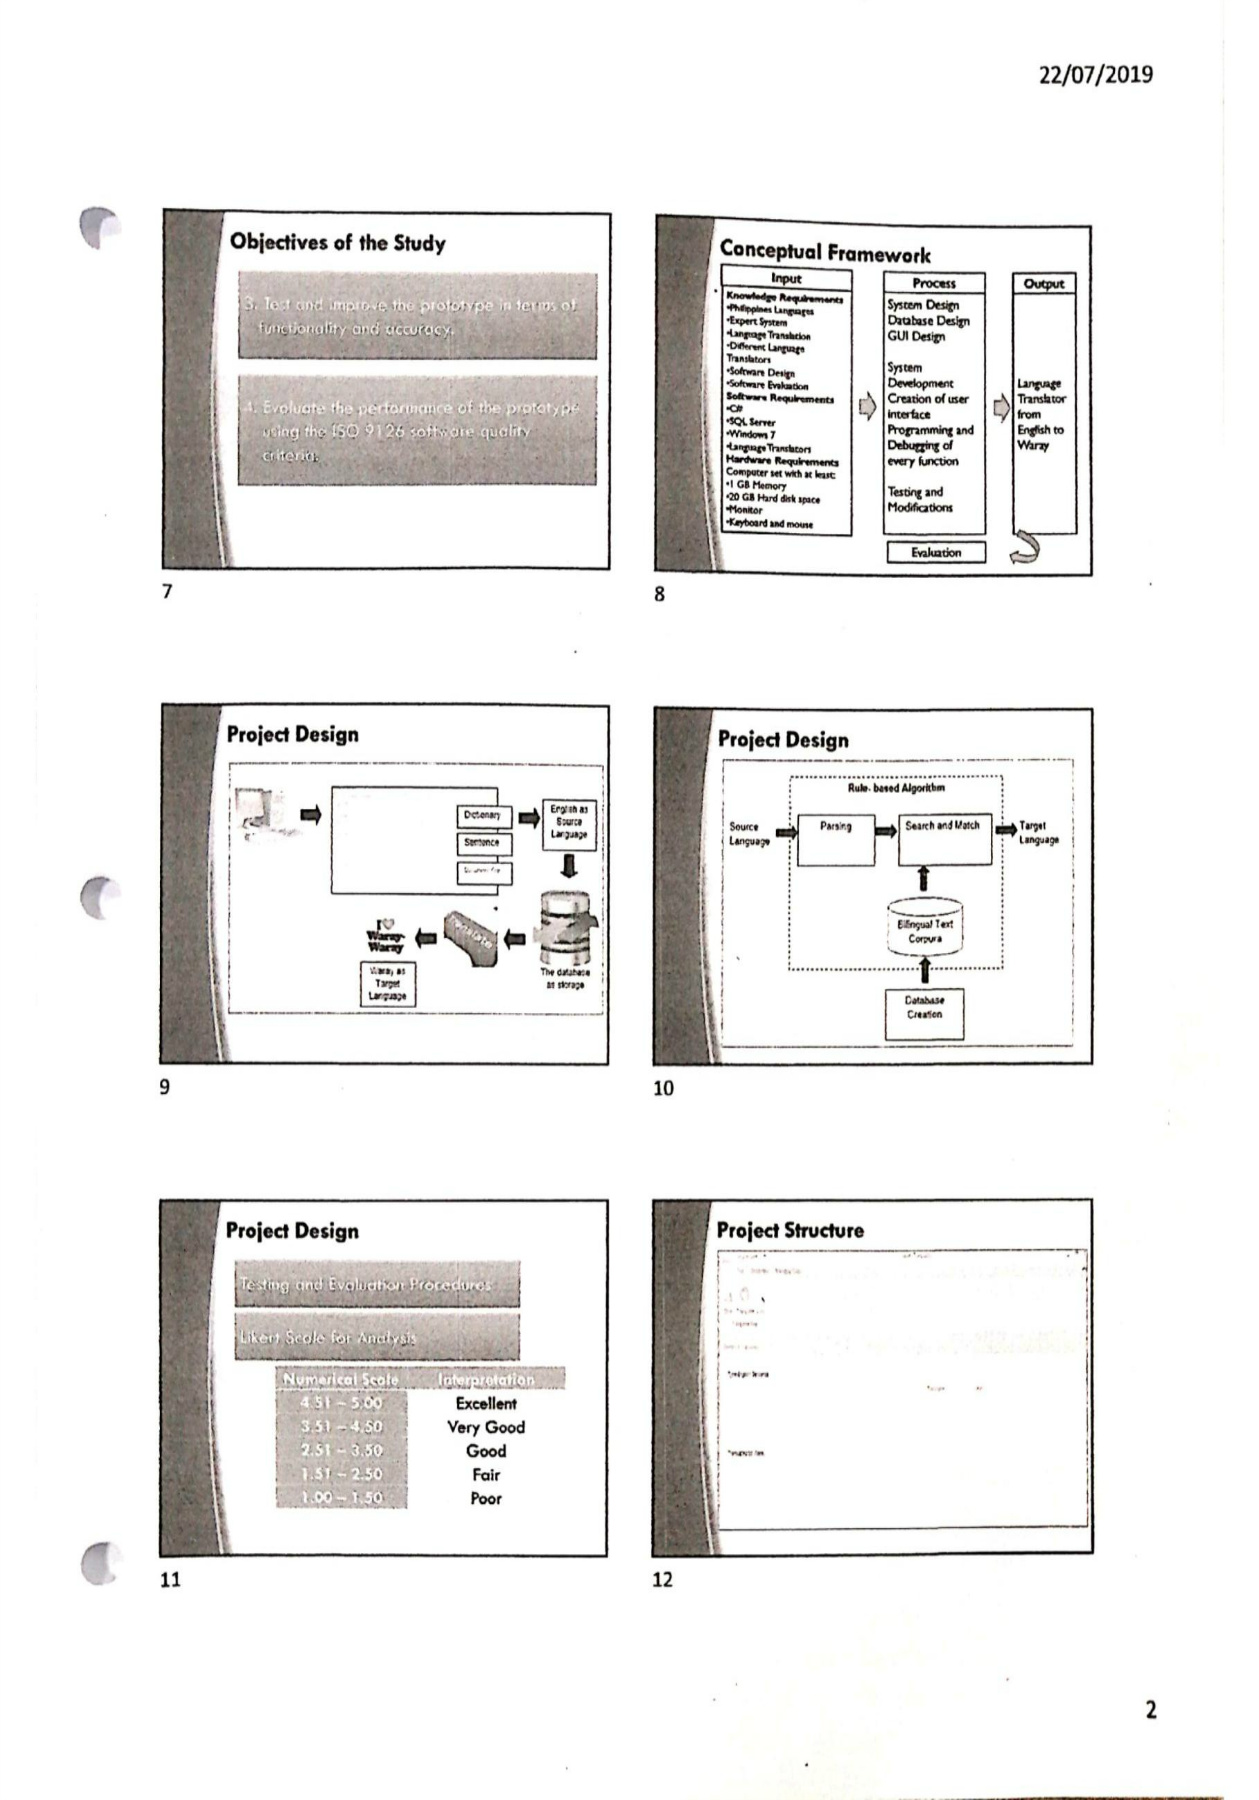 22/07/2019
Objectives of the Study
3. Test and improve the prototype in terms of
functionality and accuracy.
4. Evaluate the performance of the prototype
using the ISO 9126 software quality
criteria.
7
Conceptual Framework
Input
Knowledge Requirements
•Philippines Languages
•Expert System
•Language Translation
•Different Language
Translators
•Software Design
•Software Evaluation
Software Requirements
•C#
•SQL Server
•Windows 7
•Language Translators
Hardware Requirements
Computer set with at least:
•1 GB Memory
•20 GB Hard disk space
•Monitor
•Keyboard and mouse
Process
System Design
Database Design
GUI Design
System
Development
Creation of user
interface
Programming and
Debugging of
every function
Testing and
Modifications
Evaluation
Output
Language
Translator
from
English to
Waray
8
Project Design
Dictionary
Sentence
English as
Source
Language
The database
as storage
Translate
I
Waray-
Waray
Waray as
Target
Language
9
Project Design
Rule- based Algorithm
Source
Language
Parsing
Search and Match
Target
Language
Bilingual Text
Corpura
Database
Creation
10
Project Design
Testing and Evaluation Procedures
Likert Scale for Analysis
Numerical Scale Interpretation
4.51 – 5.00 Excellent
3.51 – 4.50 Very Good
2.51 – 3.50 Good
1.51 – 2.50 Fair
1.00 – 1.50 Poor
11
Project Structure
12
2